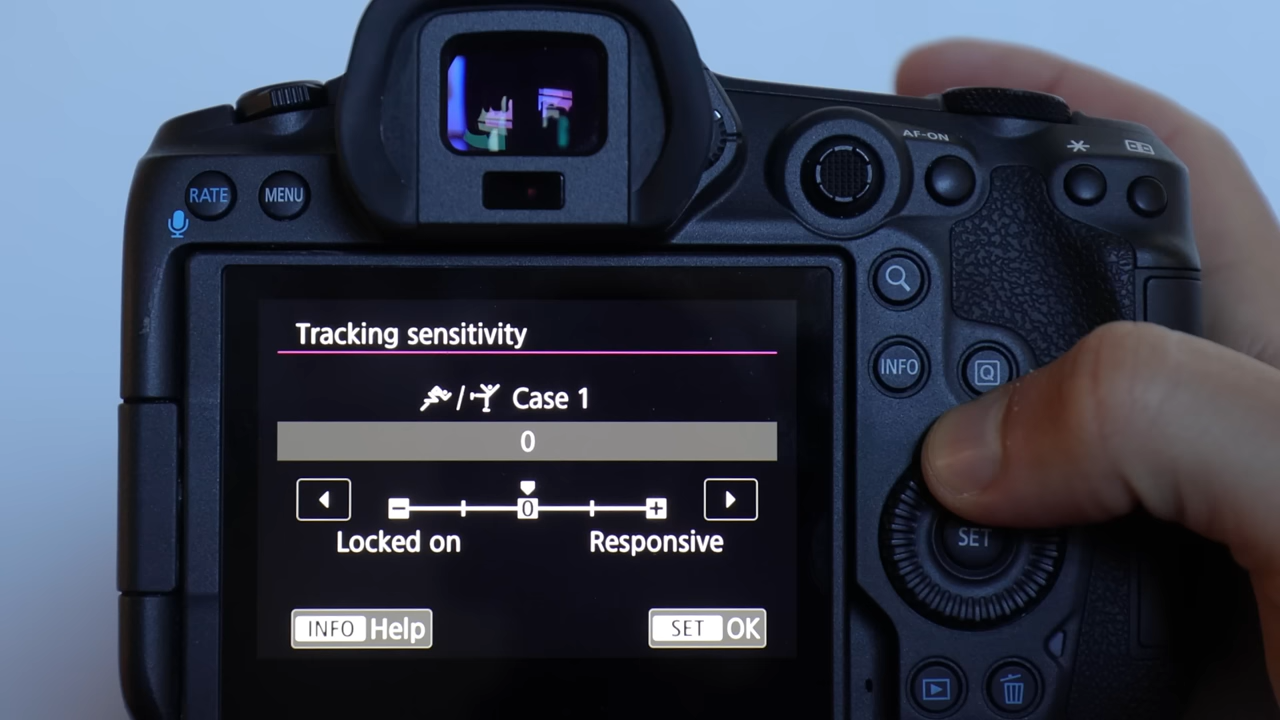 AF-ON
RATE
MENU
INFO
Q
SET
Tracking sensitivity
/ Case 1
0
− 0 +
Locked on
Responsive
INFO Help
SET OK